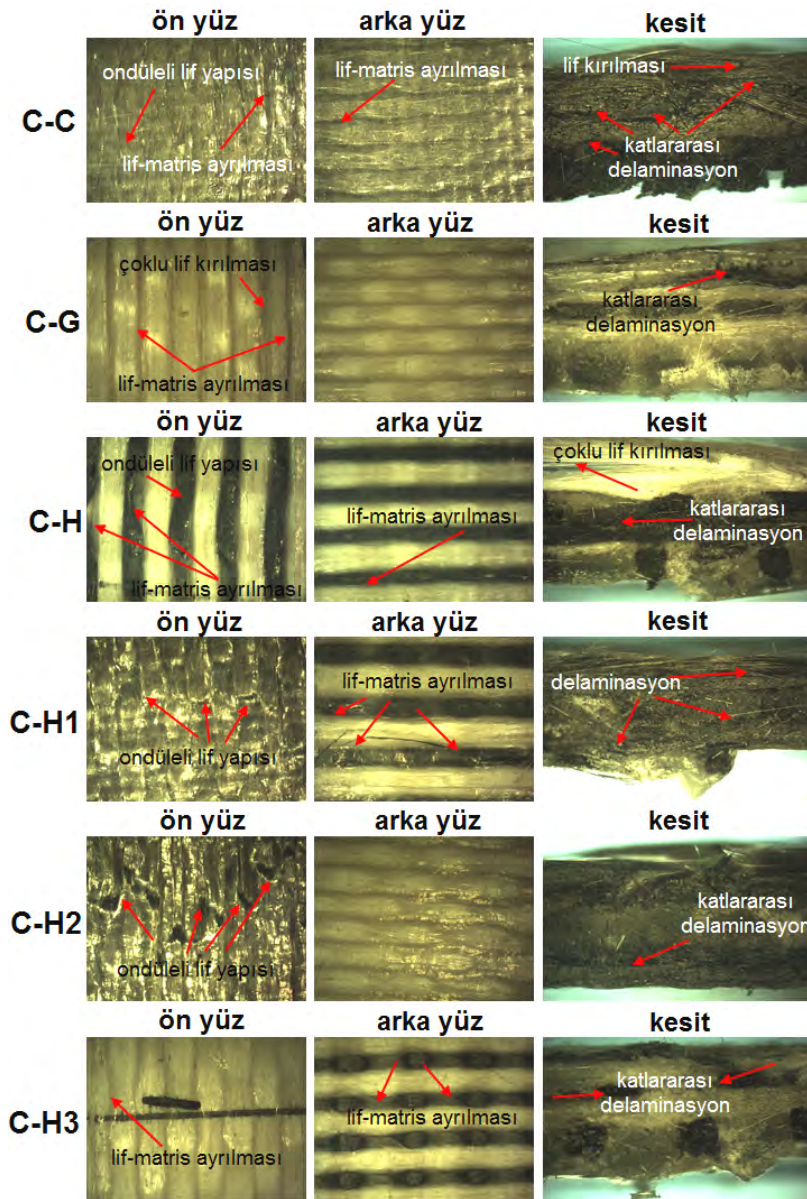 ön yüz arka yüz kesit
C-C
ondüleli lif yapısı
lif-matris ayrılması
lif-matris ayrılması
lif kırılması
katlararası
delaminasyon
ön yüz arka yüz kesit
C-G
çoklu lif kırılması
lif-matris ayrılması
katlararası
delaminasyon
ön yüz arka yüz kesit
C-H
ondüleli lif yapısı
lif-matris ayrılması
lif-matris ayrılması
çoklu lif kırılması
katlararası
delaminasyon
ön yüz arka yüz kesit
C-H1
ondüleli lif yapısı
lif-matris ayrılması
delaminasyon
ön yüz arka yüz kesit
C-H2
ondüleli lif yapısı
katlararası
delaminasyon
ön yüz arka yüz kesit
C-H3
lif-matris ayrılması
lif-matris ayrılması
katlararası
delaminasyon